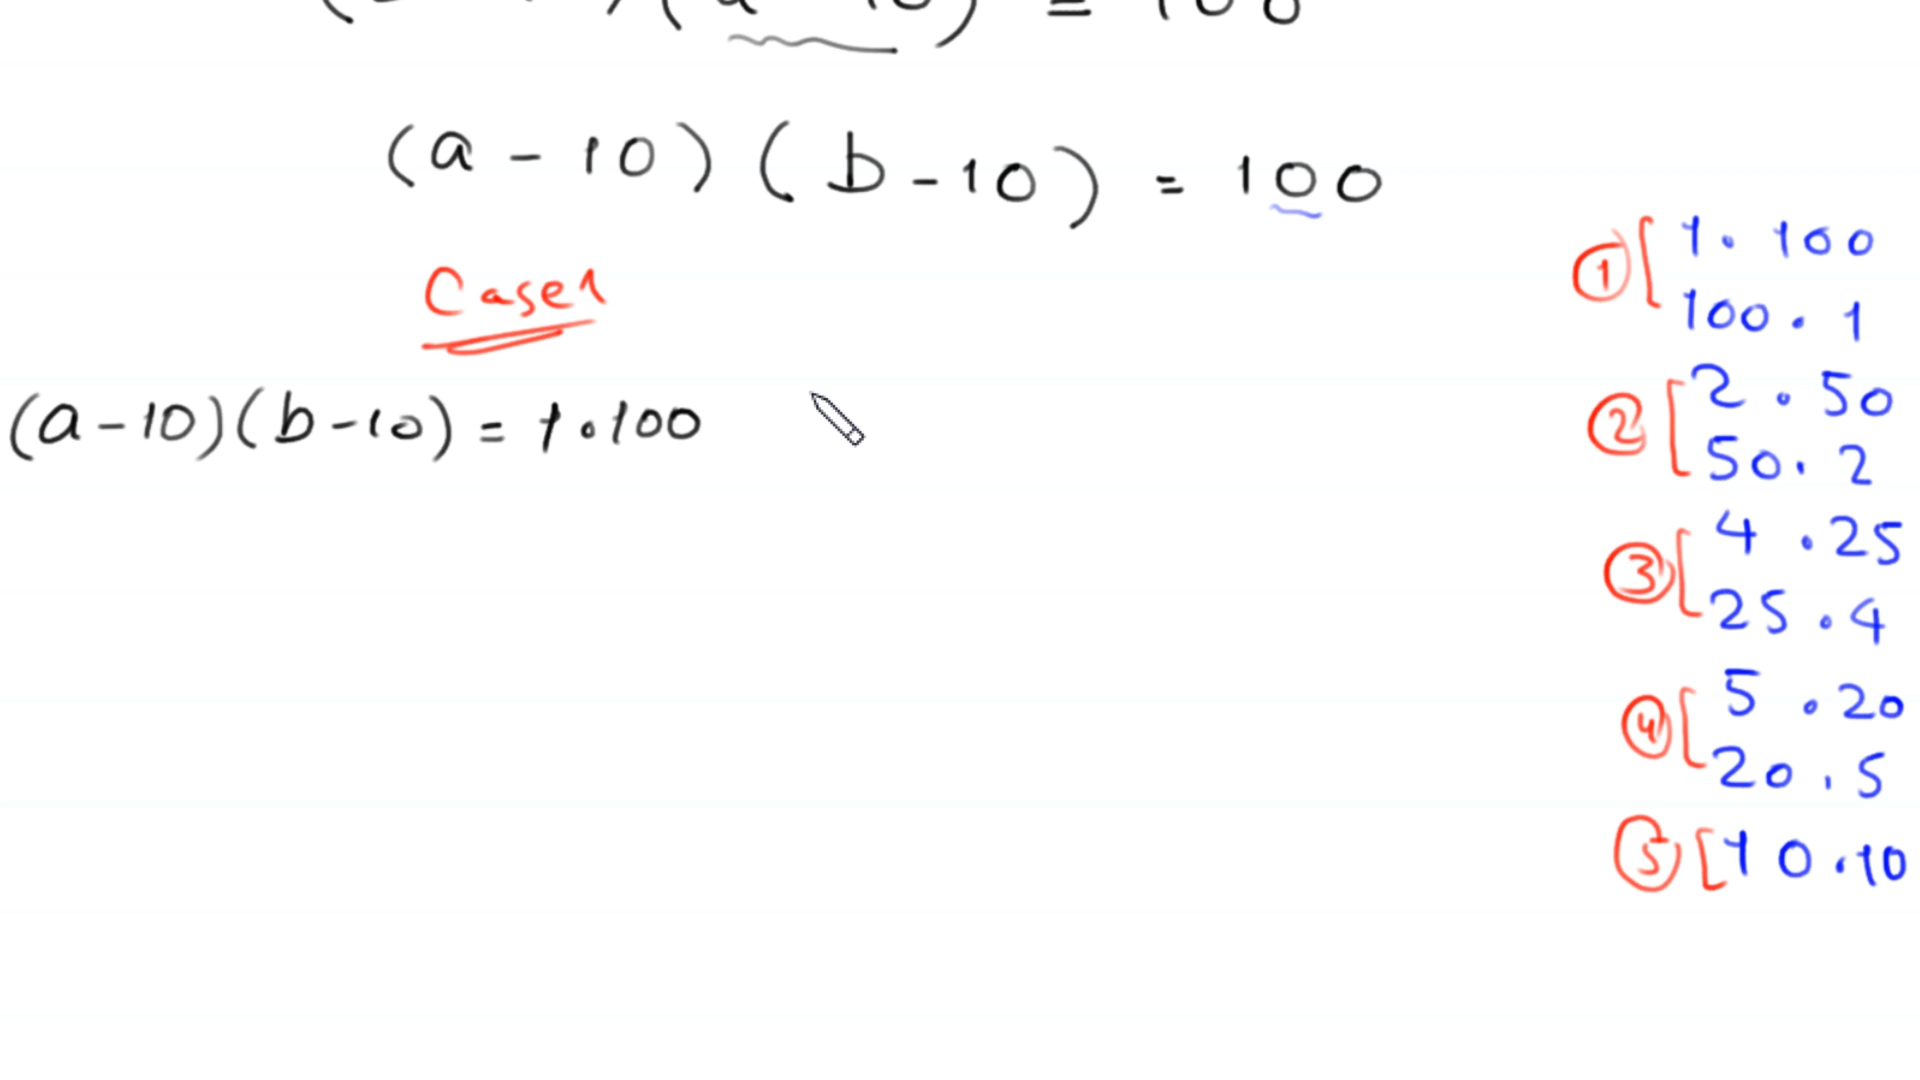 = 100
(a - 10) (b - 10) = 100
Case 1
(a - 10) (b - 10) = 1 . 100
① [ 1 . 100
100 . 1
② [ 2 . 50
50 . 2
③ [ 4 . 25
25 . 4
④ [ 5 . 20
20 . 5
⑤ [ 10 . 10